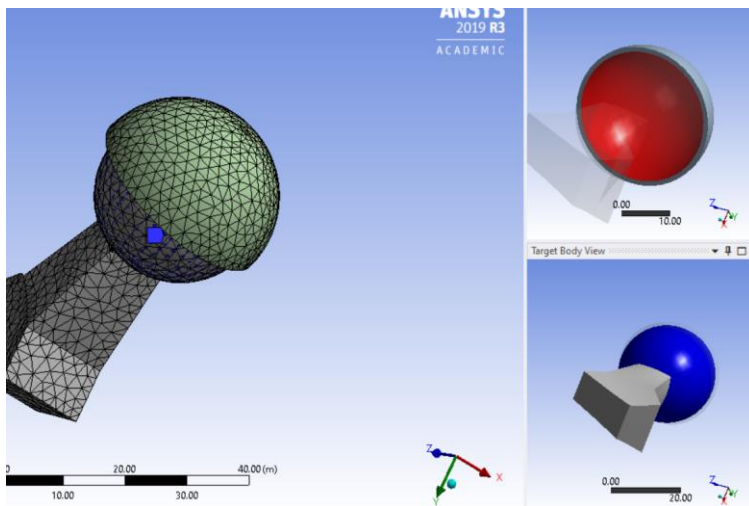 ANSYS
2019 R3
ACADEMIC
Z
X
Y
20.00
40.00 (m)
10.00
30.00
0.00
10.00
Z
Y
X
Target Body View
0.00
20.00
Z
Y
X